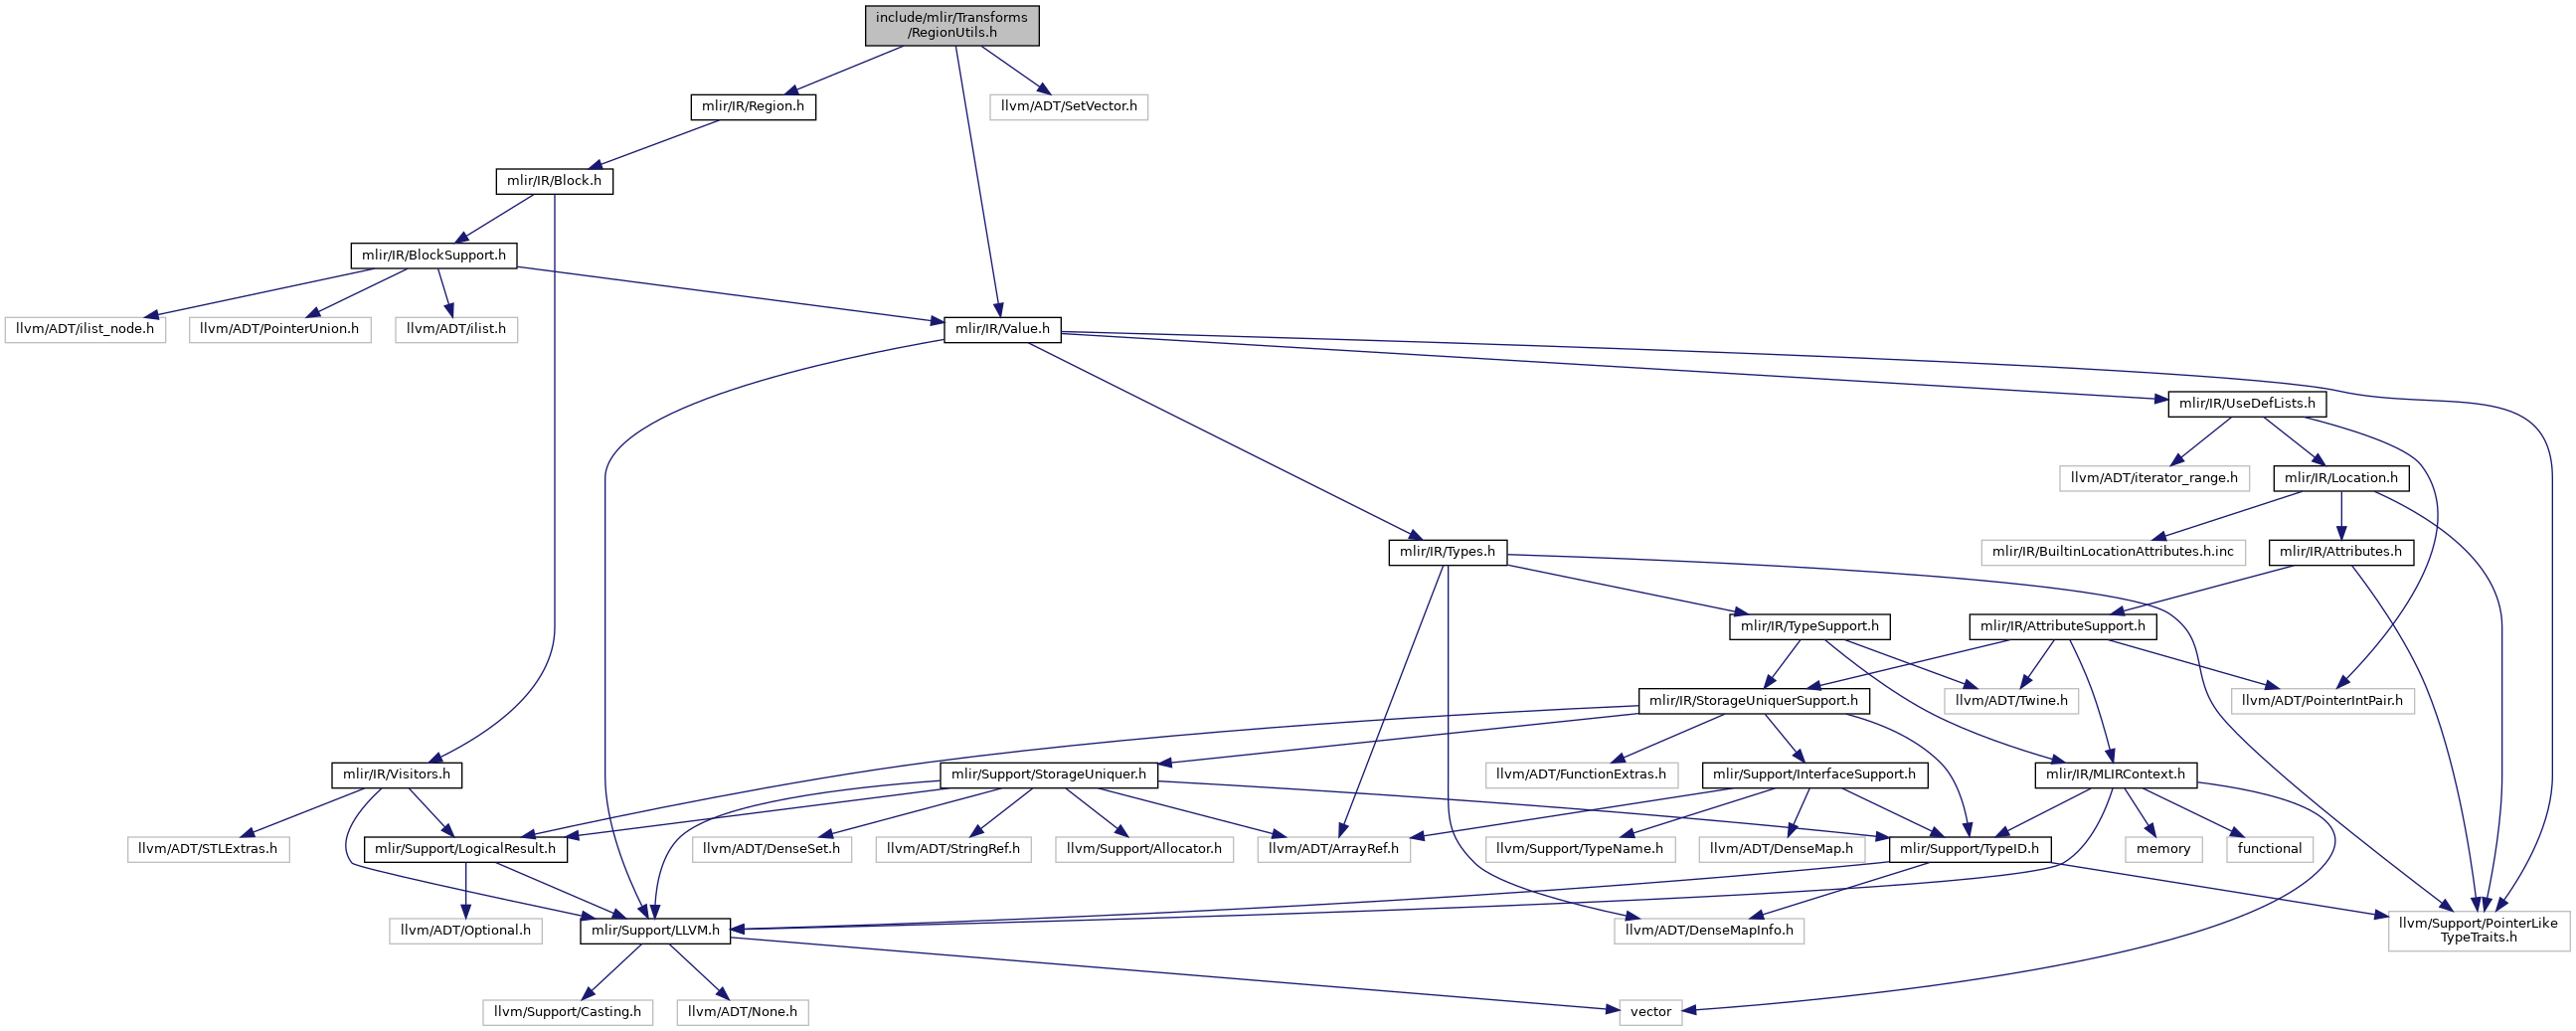 include/mlir/Transforms
/RegionUtils.h
mlir/IR/Region.h
llvm/ADT/SetVector.h
mlir/IR/Block.h
mlir/IR/BlockSupport.h
llvm/ADT/ilist_node.h
llvm/ADT/PointerUnion.h
llvm/ADT/ilist.h
mlir/IR/Value.h
mlir/IR/UseDefLists.h
llvm/ADT/iterator_range.h
mlir/IR/Location.h
mlir/IR/Types.h
mlir/IR/BuiltinLocationAttributes.h.inc
mlir/IR/Attributes.h
mlir/IR/TypeSupport.h
mlir/IR/AttributeSupport.h
mlir/IR/StorageUniquerSupport.h
llvm/ADT/Twine.h
llvm/ADT/PointerIntPair.h
mlir/IR/Visitors.h
mlir/Support/StorageUniquer.h
llvm/ADT/FunctionExtras.h
mlir/Support/InterfaceSupport.h
mlir/IR/MLIRContext.h
llvm/ADT/STLExtras.h
mlir/Support/LogicalResult.h
llvm/ADT/DenseSet.h
llvm/ADT/StringRef.h
llvm/Support/Allocator.h
llvm/ADT/ArrayRef.h
llvm/Support/TypeName.h
llvm/ADT/DenseMap.h
mlir/Support/TypeID.h
memory
functional
llvm/ADT/Optional.h
mlir/Support/LLVM.h
llvm/ADT/DenseMapInfo.h
llvm/Support/PointerLike
TypeTraits.h
llvm/Support/Casting.h
llvm/ADT/None.h
vector